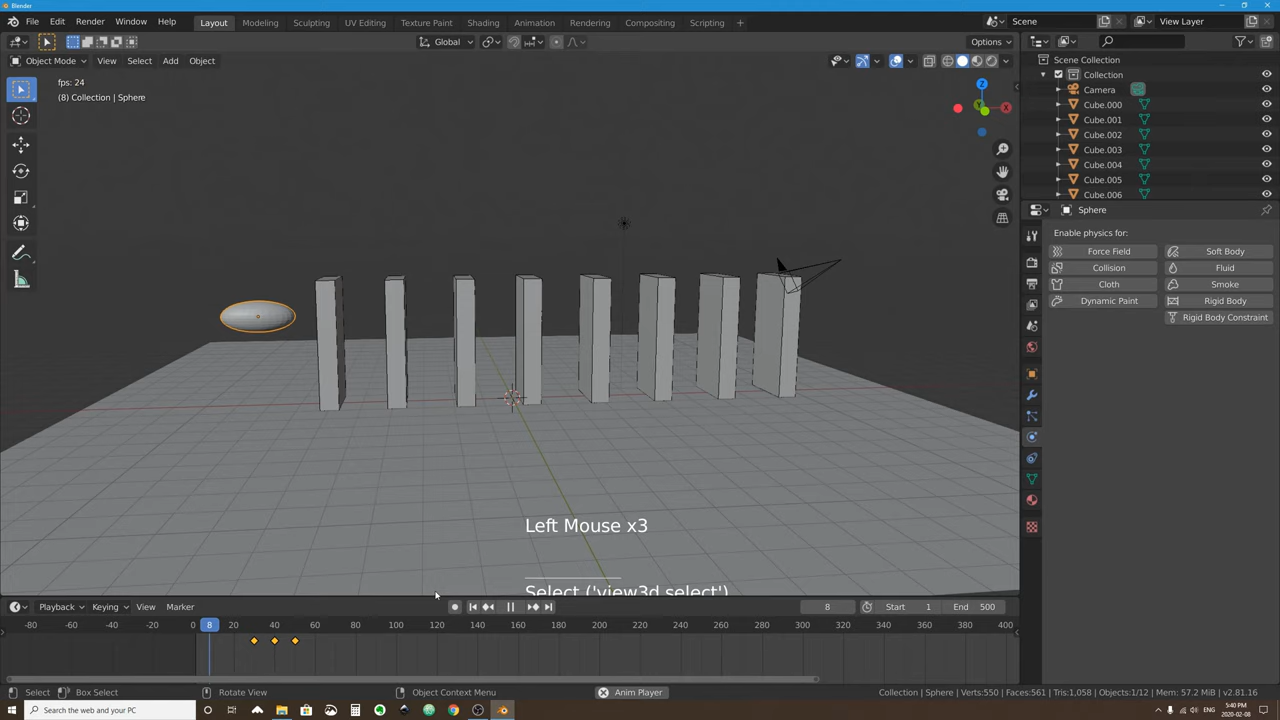 Blender
File Edit Render Window Help Layout Modeling Sculpting UV Editing Texture Paint Shading Animation Rendering Compositing Scripting + Scene View Layer
Global Options
Object Mode View Select Add Object
fps: 24
(8) Collection | Sphere
Z
X
Y
Left Mouse x3
Select ('view3d.select')
Scene Collection
Collection
Camera
Cube.000
Cube.001
Cube.002
Cube.003
Cube.004
Cube.005
Cube.006
Sphere
Enable physics for:
Force Field Soft Body
Collision Fluid
Cloth Smoke
Dynamic Paint Rigid Body
Rigid Body Constraint
Playback Keying View Marker 8 Start 1 End 500
-80 -60 -40 -20 0 8 20 40 60 80 100 120 140 160 180 200 220 240 260 280 300 320 340 360 380 400
Select Box Select Rotate View Object Context Menu Anim Player Collection | Sphere | Verts:550 | Faces:561 | Tris:1,058 | Objects:1/12 | Mem: 57.2 MiB | v2.81.16
Search the web and your PC ENG 5:40 PM
2020-02-08